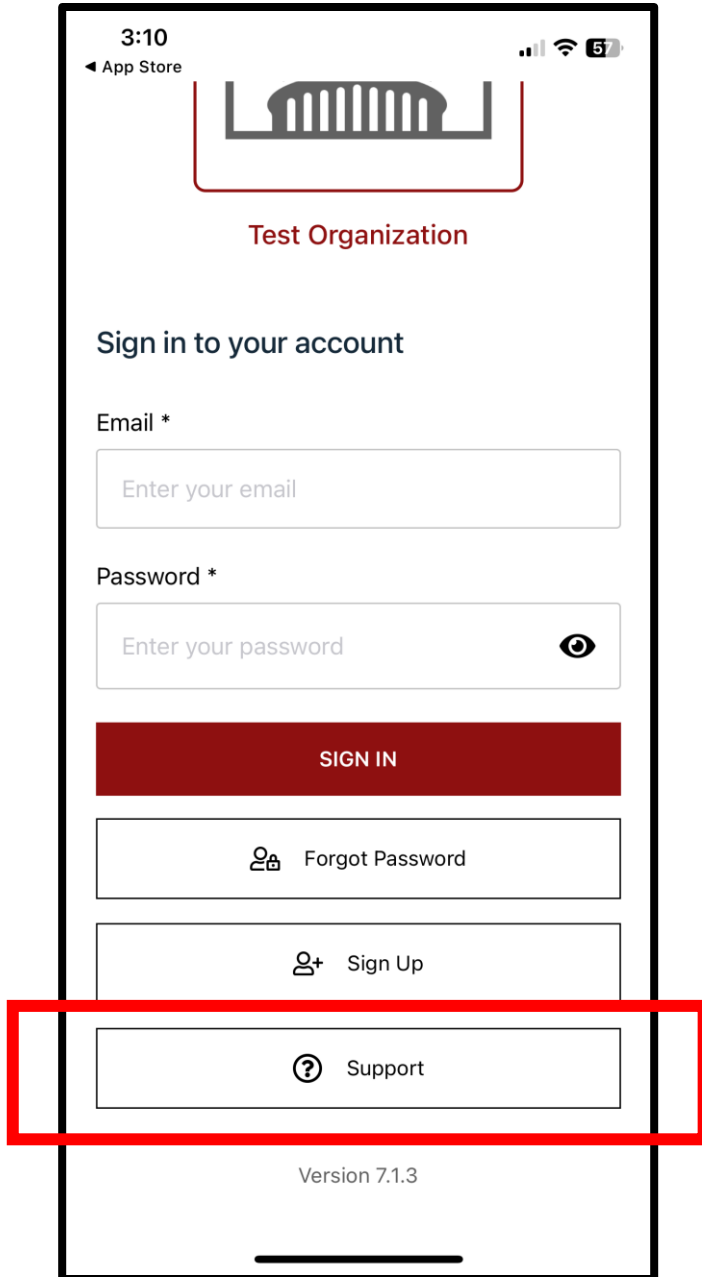 3:10
57
◀ App Store
Test Organization
Sign in to your account
Email *
Enter your email
Password *
Enter your password
SIGN IN
Forgot Password
Sign Up
Support
Version 7.1.3